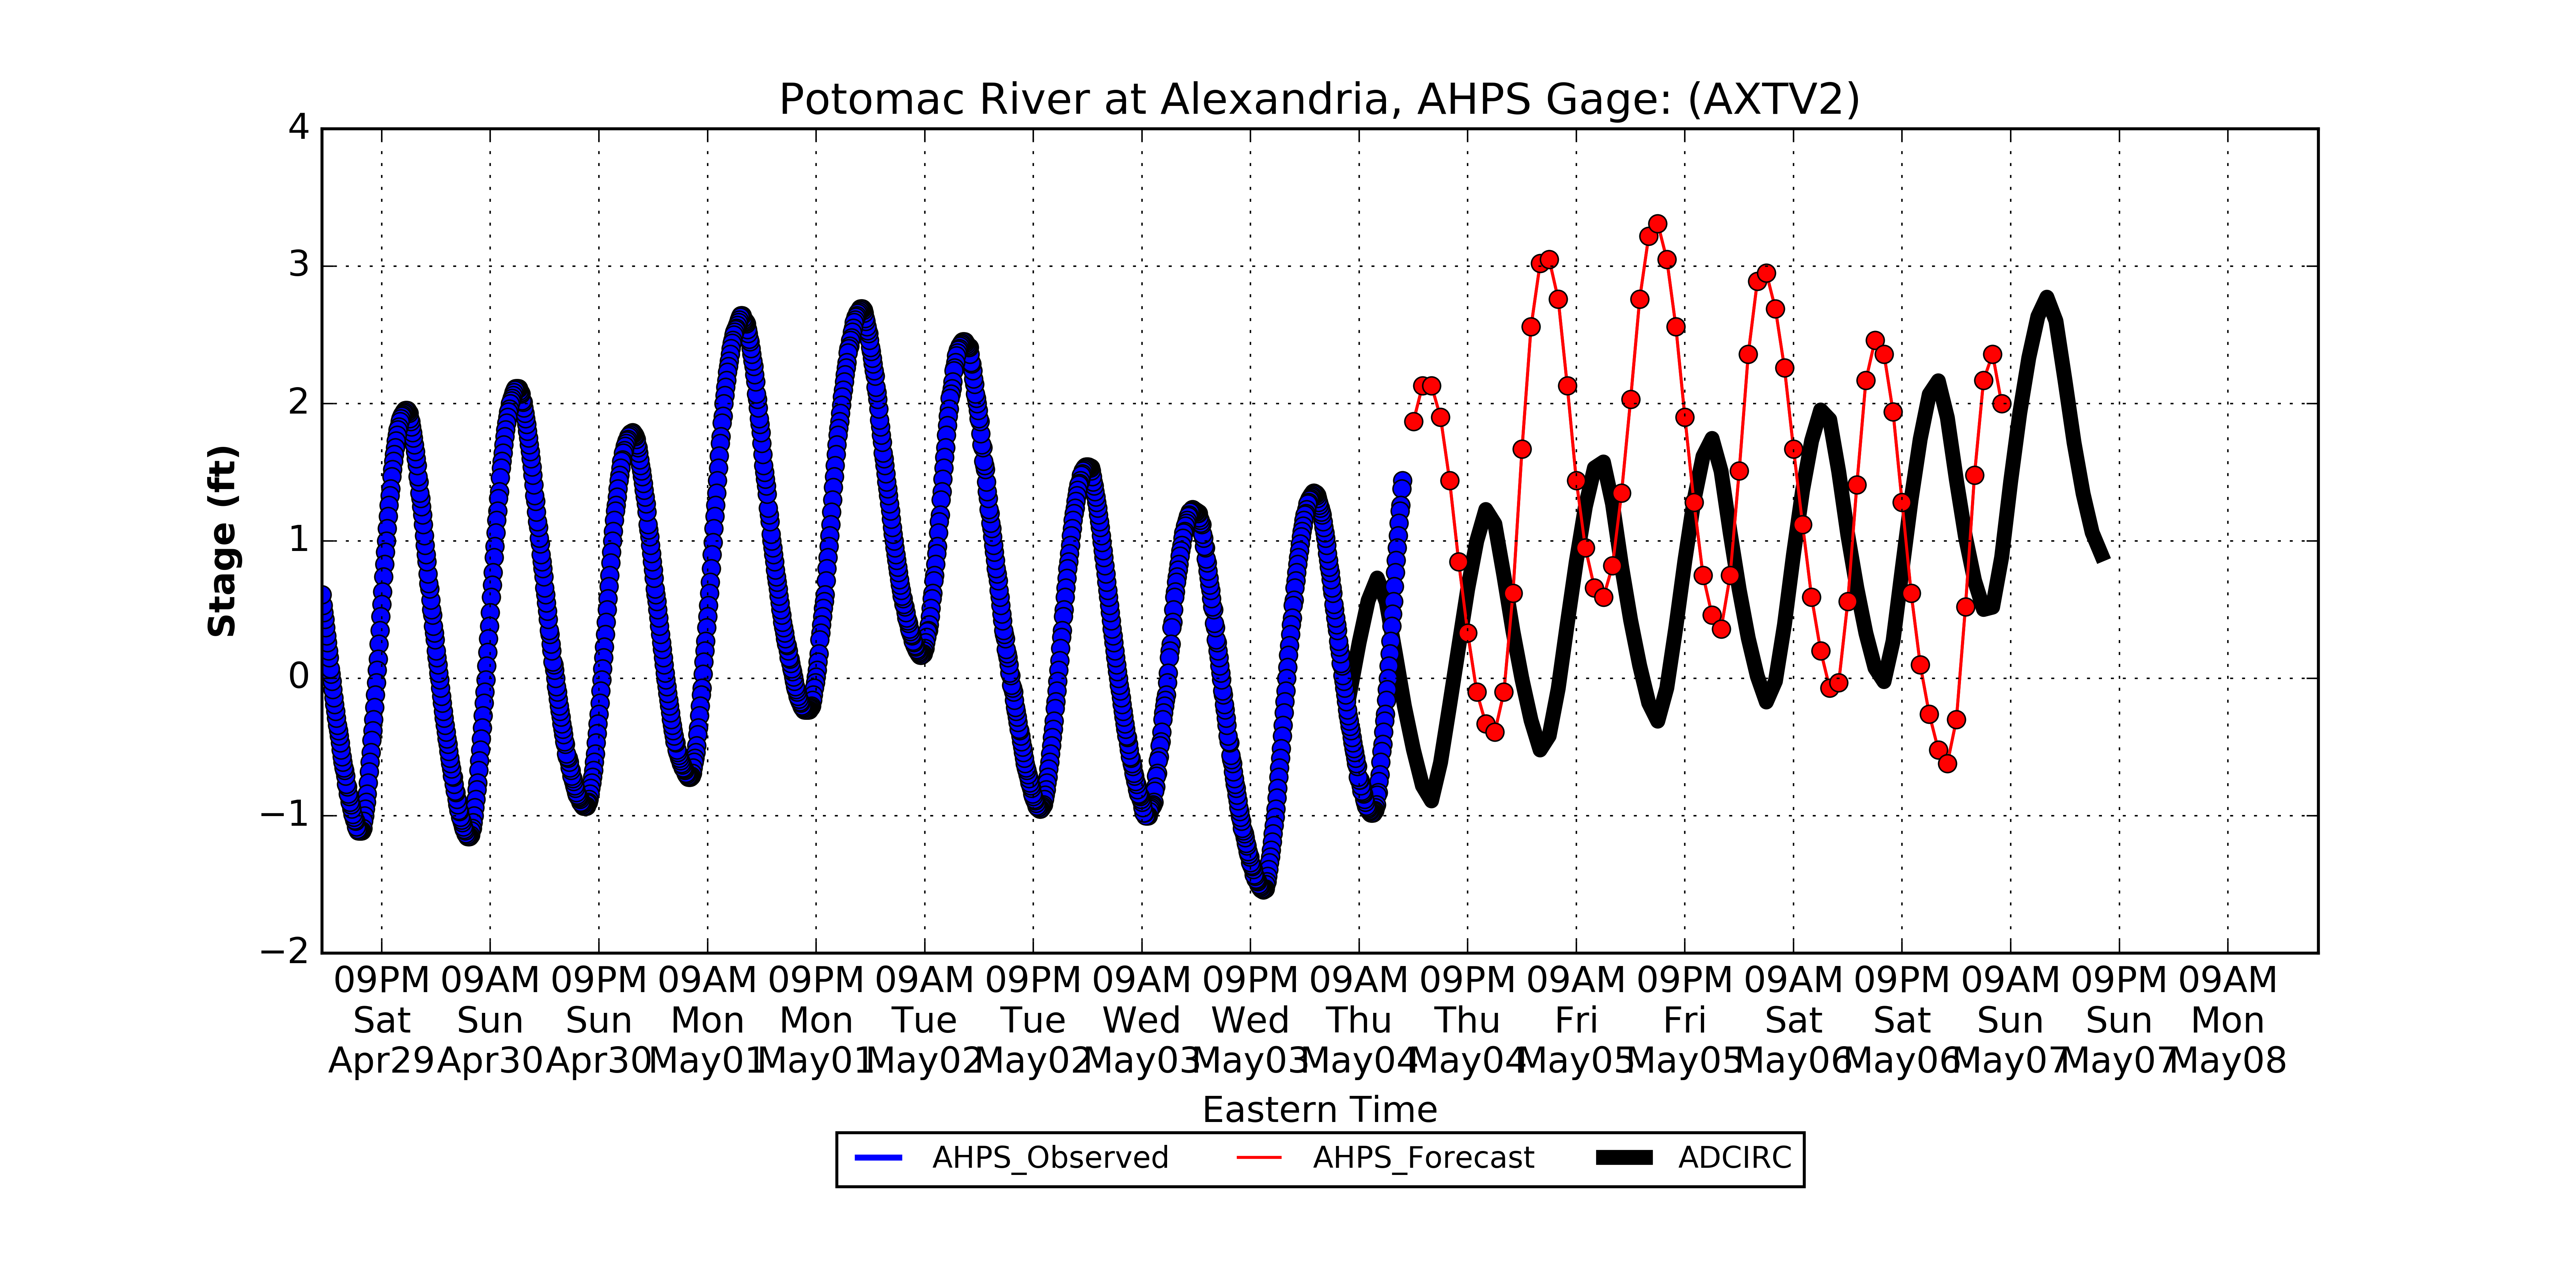 Potomac River at Alexandria, AHPS Gage: (AXTV2)
4
3
2
1
0
−1
−2
Stage (ft)
09PM 09AM 09PM 09AM 09PM 09AM 09PM 09AM 09PM 09AM 09PM 09AM 09PM 09AM 09PM 09AM 09PM 09AM
Sat Sun Sun Mon Mon Tue Tue Wed Wed Thu Thu Fri Fri Sat Sat Sun Sun Mon
Apr29 Apr30 Apr30 May01 May01 May02 May02 May03 May03 May04 May04 May05 May05 May06 May06 May07 May07 May08
Eastern Time
AHPS_Observed AHPS_Forecast ADCIRC